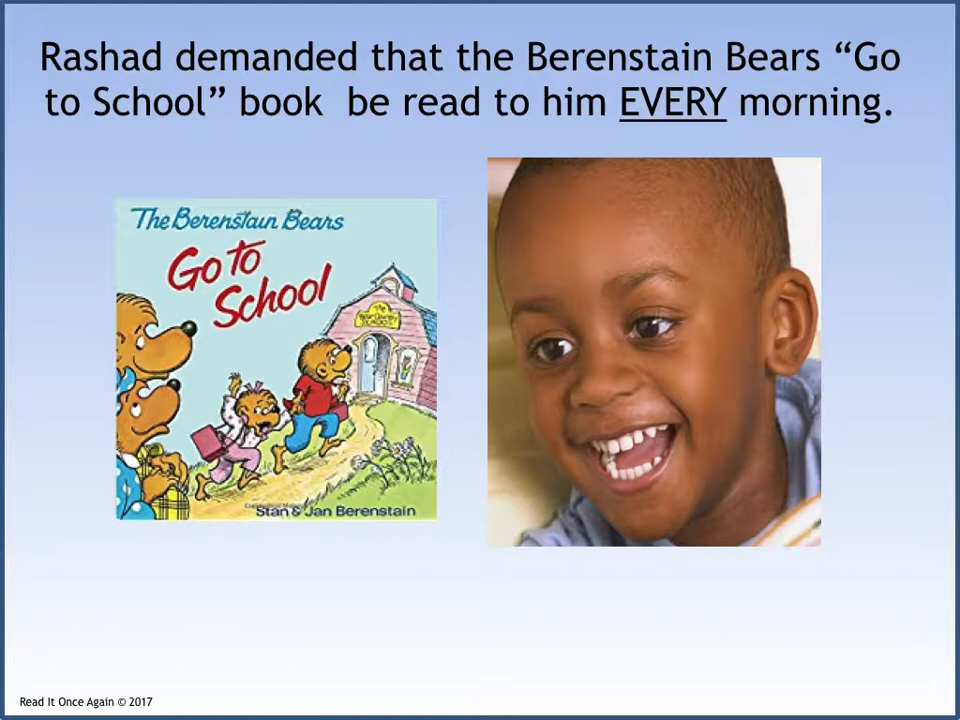 Rashad demanded that the Berenstain Bears “Go
to School” book  be read to him EVERY morning.
The Berenstain Bears
Go to
School
SCHOOL
Stan & Jan Berenstain
Read It Once Again © 2017